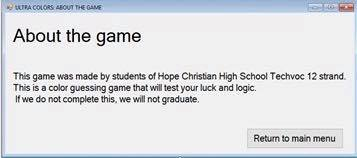 ULTRA COLORS: ABOUT THE GAME
About the game
This game was made by students of Hope Christian High School Techvoc 12 strand.
This is a color guessing game that will test your luck and logic.
If we do not complete this, we will not graduate.
Return to main menu